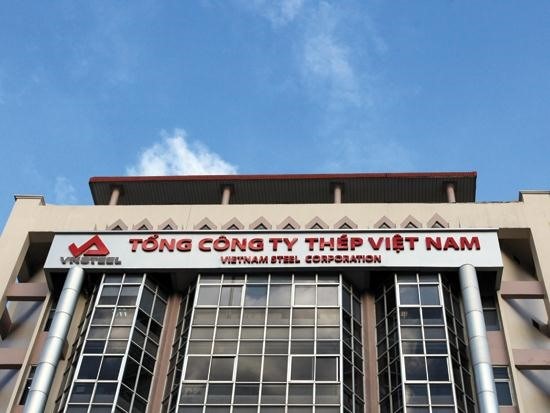 TỔNG CÔNG TY THÉP VIỆT NAM
VNSTEEL
VIETNAM STEEL CORPORATION